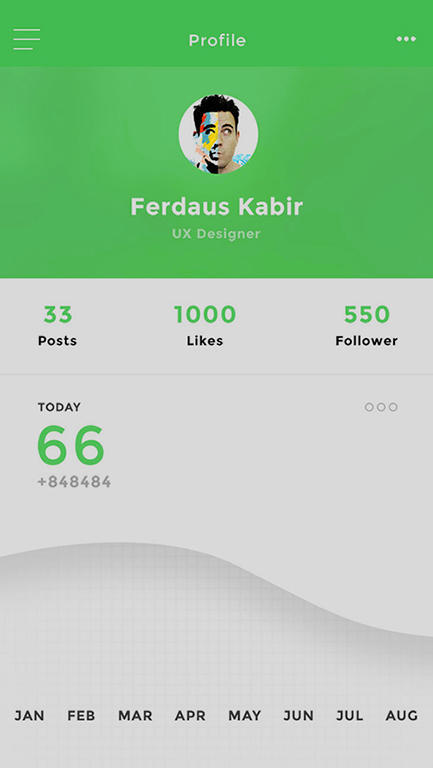 Profile
Ferdaus Kabir
UX Designer
33 1000 550
Posts Likes Follower
TODAY
66
+848484
JAN FEB MAR APR MAY JUN JUL AUG